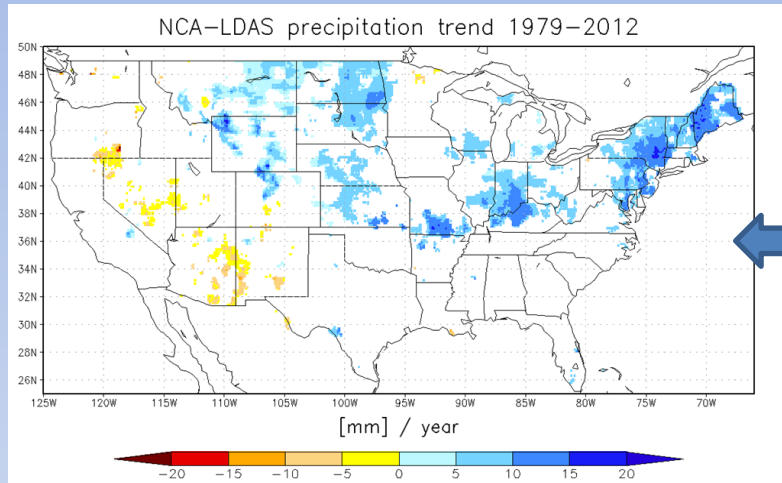 NCA-LDAS precipitation trend 1979-2012
50N
48N
46N
44N
42N
40N
38N
36N
34N
32N
30N
28N
26N
125W 120W 115W 110W 105W 100W 95W 90W 85W 80W 75W 70W
[mm] / year
-20 -15 -10 -5 0 5 10 15 20